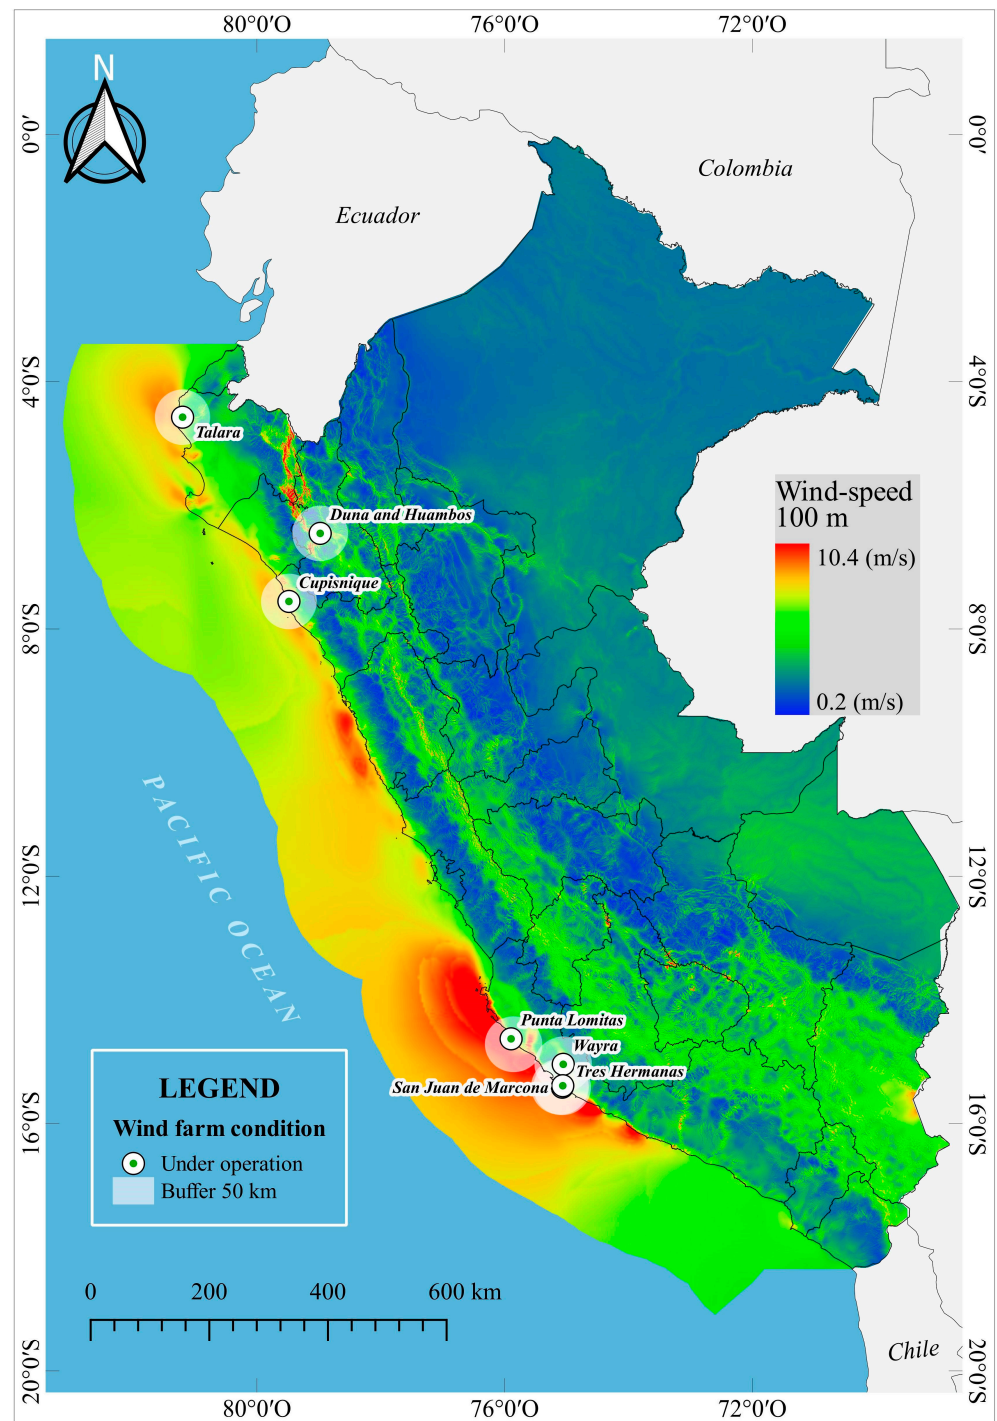 80°0′O 76°0′O 72°0′O
N
0°0′ 0°0′
Colombia
Ecuador
4°0′S 4°0′S
Talara
Wind-speed
100 m
Duna and Huambos
10.4 (m/s)
Cupisnique
8°0′S 8°0′S
0.2 (m/s)
PACIFIC OCEAN
12°0′S 12°0′S
Punta Lomitas
Wayra
Tres Hermanas
San Juan de Marcona
16°0′S 16°0′S
LEGEND
Wind farm condition
Under operation
Buffer 50 km
0 200 400 600 km
Chile
20°0′S 20°0′S
80°0′O 76°0′O 72°0′O